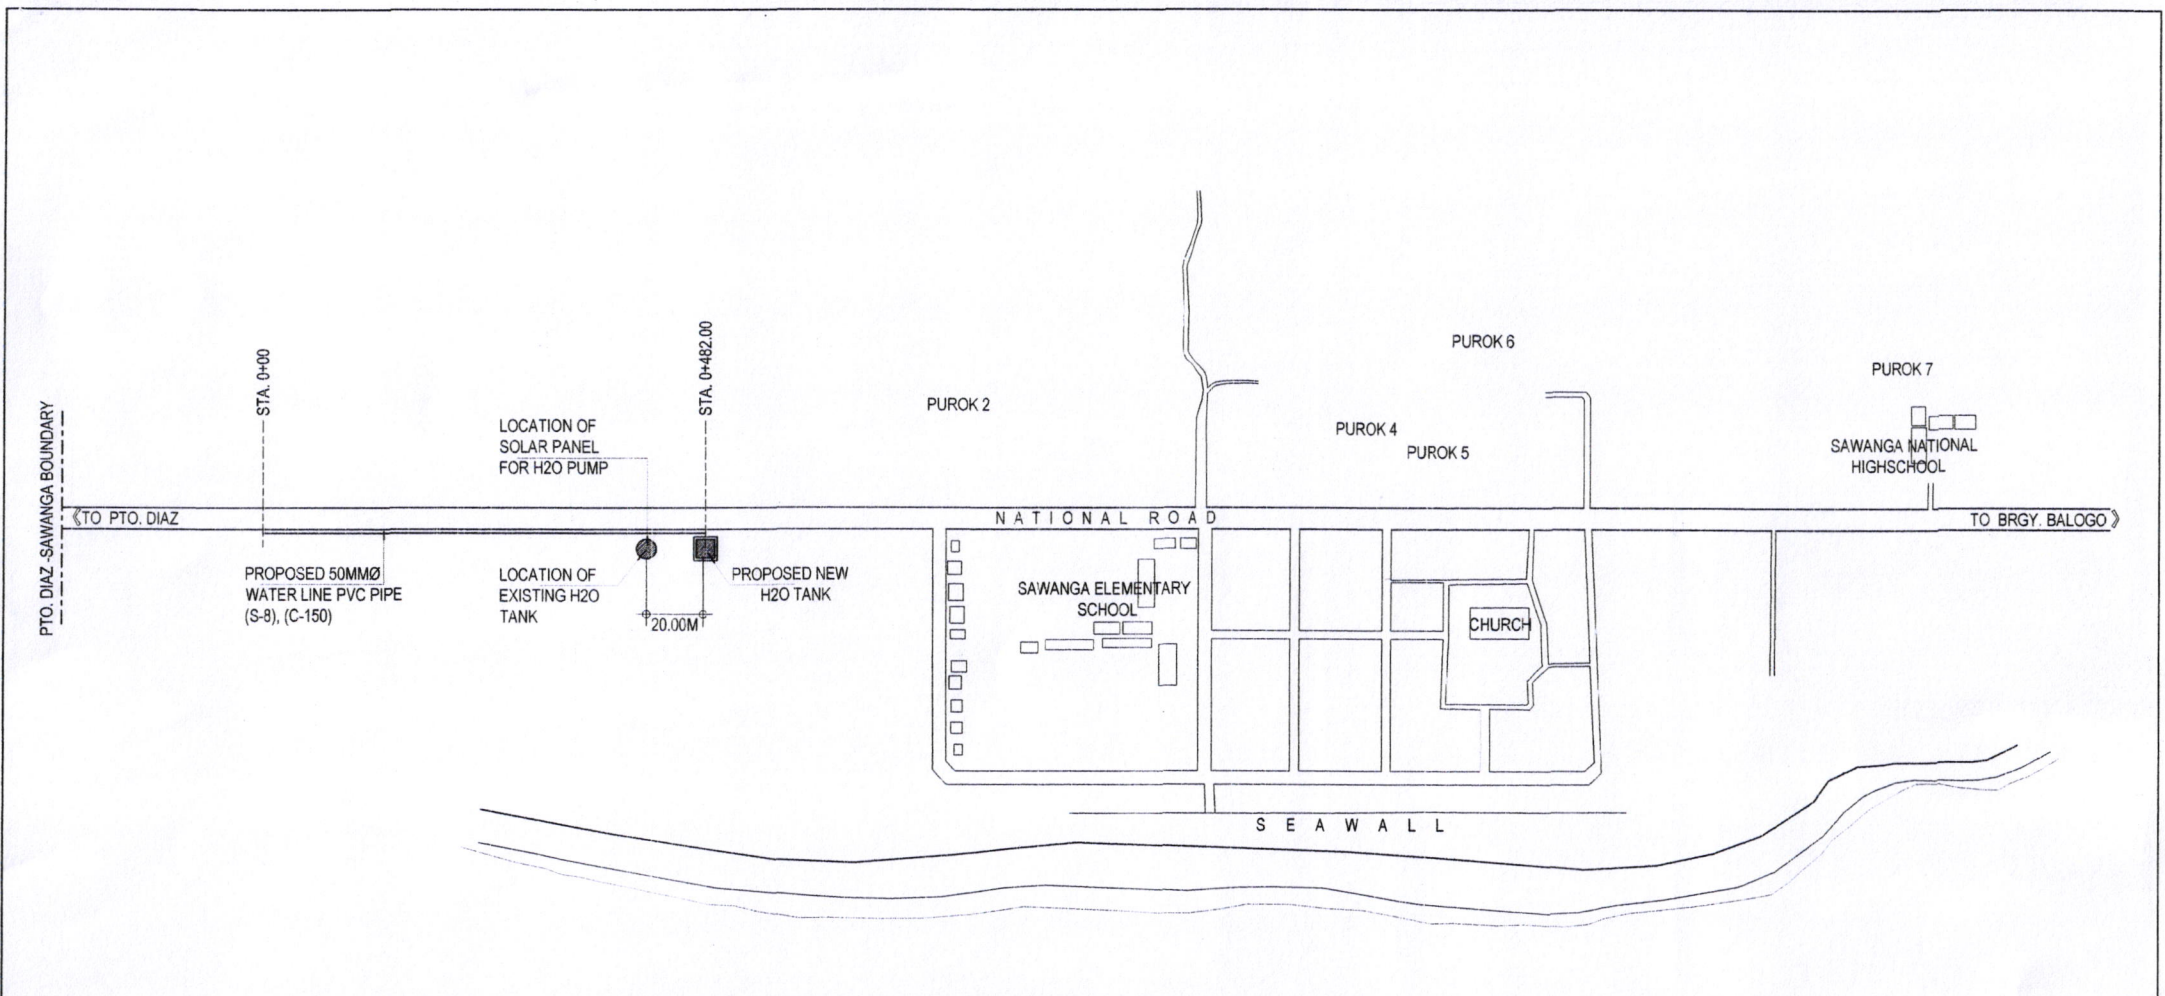 PTO. DIAZ -SAWANGA BOUNDARY
STA. 0+00
STA. 0+482.00
LOCATION OF
SOLAR PANEL
FOR H2O PUMP
PUROK 2
PUROK 6
PUROK 4
PUROK 5
PUROK 7
SAWANGA NATIONAL
HIGHSCHOOL
《TO PTO. DIAZ
NATIONAL ROAD
TO BRGY. BALOGO 》
PROPOSED 50MMØ
WATER LINE PVC PIPE
(S-8), (C-150)
LOCATION OF
EXISTING H2O
TANK
20.00M
PROPOSED NEW
H2O TANK
SAWANGA ELEMENTARY
SCHOOL
CHURCH
SEAWALL